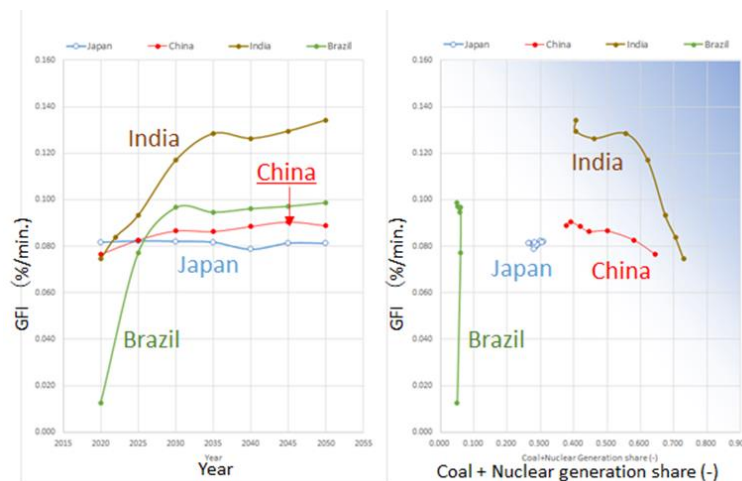 Japan China India Brazil
0.160
0.140
0.120
0.100
0.080
0.060
0.040
0.020
0.000
GFI (%/min.)
India
China
Japan
Brazil
2015 2020 2025 2030 2035 2040 2045 2050 2055
Year
Year
Japan China India Brazil
0.160
0.140
0.120
0.100
0.080
0.060
0.040
0.020
0.000
GFI (%/min.)
India
Japan
China
Brazil
0.000 0.100 0.200 0.300 0.400 0.500 0.600 0.700 0.800 0.9
Coal+Nuclear Generation share (-)
Coal + Nuclear generation share (-)